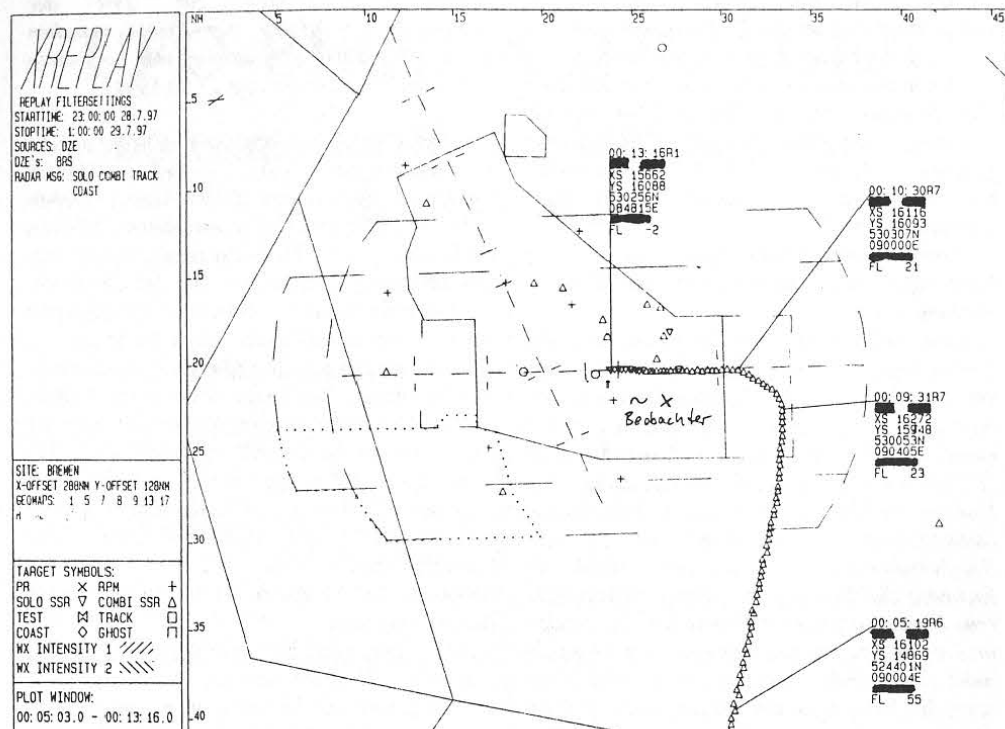 XREPLAY
REPLAY FILTERSETTINGS
STARTTIME: 23:00:00 28.7.97
STOPTIME: 1:00:00 29.7.97
SOURCES: DZE
DZE's: BRS
RADAR MSG: SOLO COMBI TRACK
COAST
SITE: BREMEN
X-OFFSET 288NM Y-OFFSET 128NM
GEOMAPS: 1 5 7 8 9 13 17
TARGET SYMBOLS:
PR × RPM +
SOLO SSR ▽ COMBI SSR △
TEST TRACK □
COAST ◇ GHOST
WX INTENSITY 1
WX INTENSITY 2
PLOT WINDOW:
00:05:03.0 - 00:13:16.0
NM 5 10 15 20 25 30 35 40 45
5
10
15
20
25
30
35
40
00:13:16R1
XS 15662
YS 16088
530256N
084815E
FL -2
00:10:30R7
XS 16116
YS 16093
530307N
090000E
FL 21
00:09:31R7
XS 16272
YS 15948
530053N
090405E
FL 23
00:05:19R6
XS 16102
YS 14869
524401N
090004E
FL 55
~ x
Beobachter